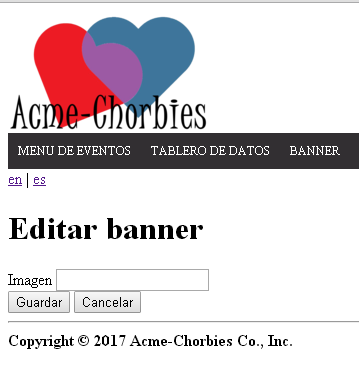 Acme-Chorbies
MENU DE EVENTOS TABLERO DE DATOS BANNER
en | es
Editar banner
Imagen
Guardar Cancelar
Copyright © 2017 Acme-Chorbies Co., Inc.